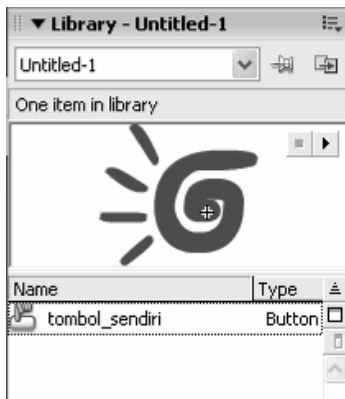 Library - Untitled-1
Untitled-1
One item in library
Name Type
tombol_sendiri Button